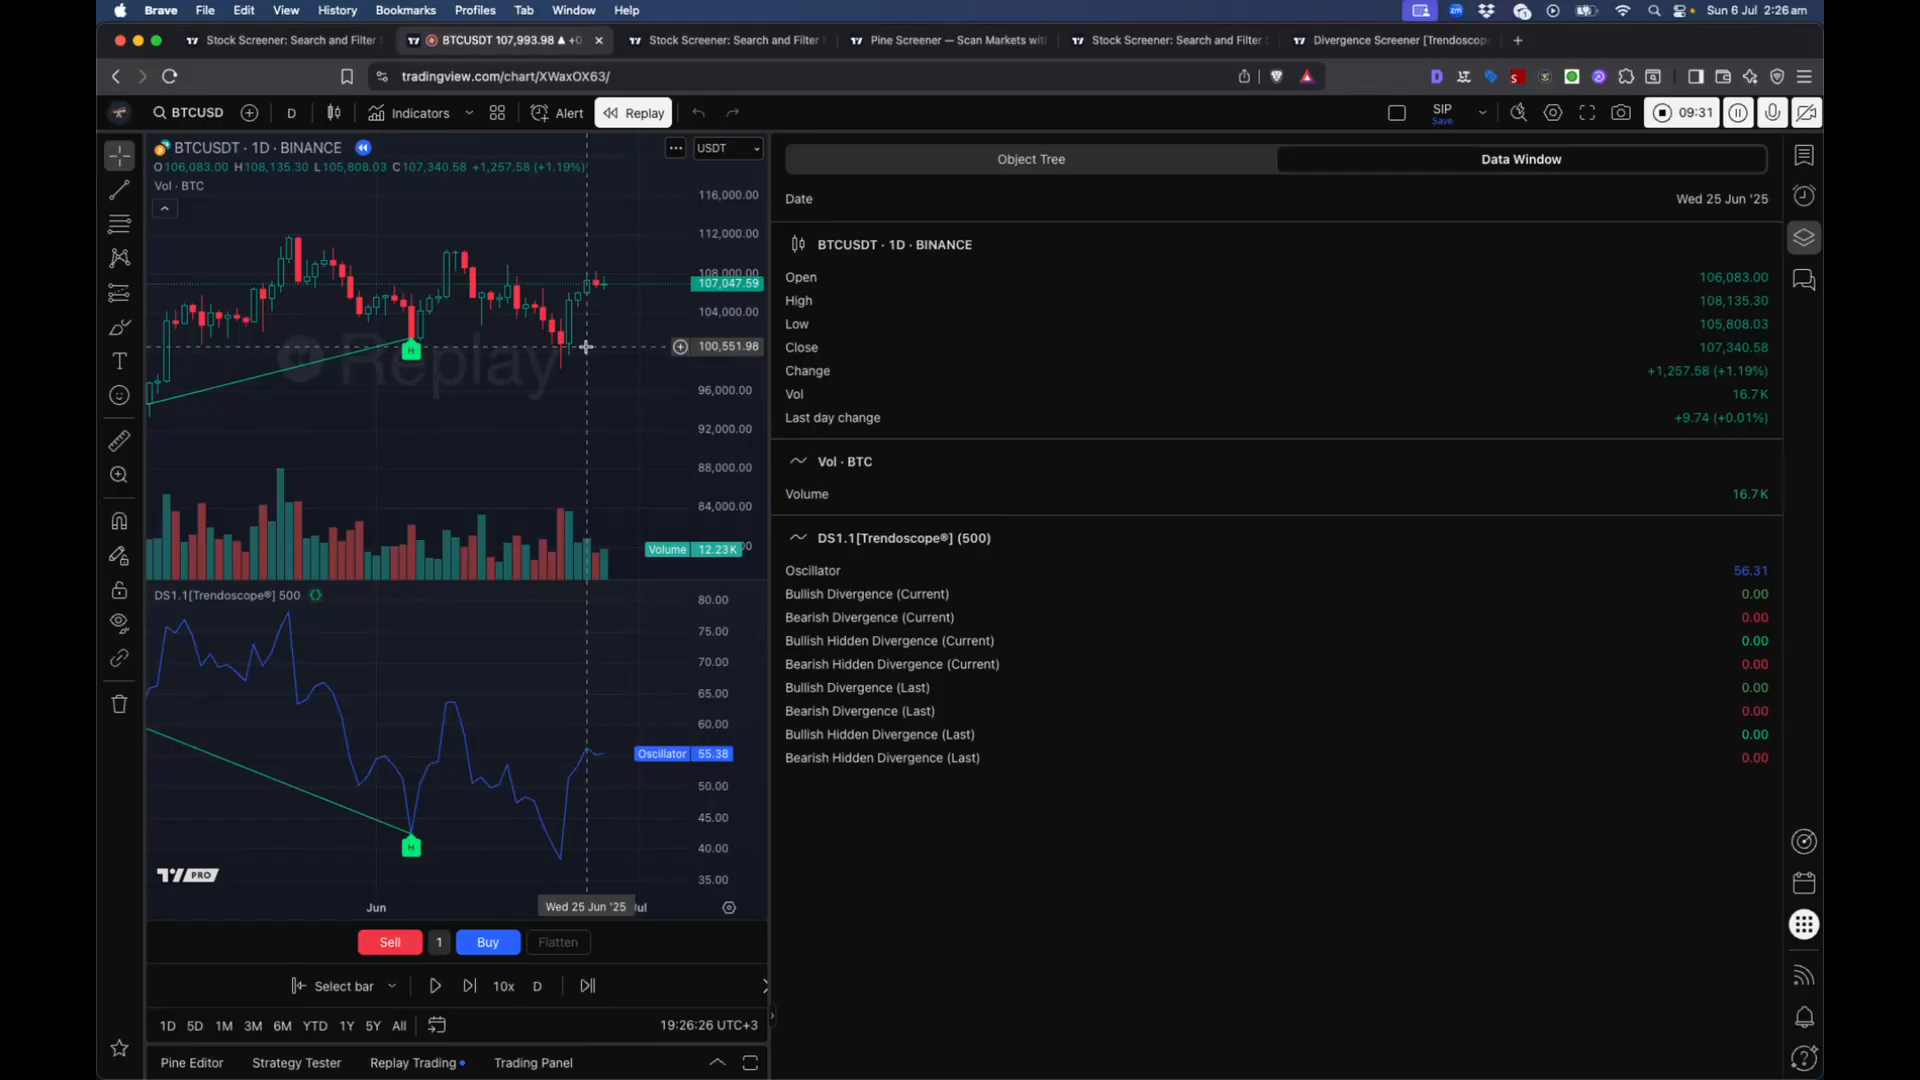 Brave File Edit View History Bookmarks Profiles Tab Window Help
zm
Sun 6 Jul 2:26am
Stock Screener: Search and Filter
BTCUSDT 107,993.98 ▲ +0
Stock Screener: Search and Filter
Pine Screener — Scan Markets wit
Stock Screener: Search and Filter
Divergence Screener [Trendoscop
tradingview.com/chart/XWaxOX63/
BTCUSD
D
Indicators
Alert
Replay
SIP
Save
09:31
BTCUSDT · 1D · BINANCE
USDT
O106,083.00 H108,135.30 L105,808.03 C107,340.58 +1,257.58 (+1.19%)
Vol · BTC
116,000.00
112,000.00
108,000.00
107,047.59
104,000.00
100,551.98
96,000.00
92,000.00
88,000.00
84,000.00
Replay
H
Volume 12.23K
DS1.1[Trendoscope®] 500
80.00
75.00
70.00
65.00
60.00
Oscillator 55.38
50.00
45.00
40.00
35.00
H
TV PRO
Jun
Wed 25 Jun '25
Jul
Sell 1 Buy Flatten
Select bar
10x D
1D 5D 1M 3M 6M YTD 1Y 5Y All
19:26:26 UTC+3
Pine Editor Strategy Tester Replay Trading Trading Panel
Object Tree Data Window
Date Wed 25 Jun '25
BTCUSDT · 1D · BINANCE
Open 106,083.00
High 108,135.30
Low 105,808.03
Close 107,340.58
Change +1,257.58 (+1.19%)
Vol 16.7K
Last day change +9.74 (+0.01%)
Vol · BTC
Volume 16.7K
DS1.1[Trendoscope®] (500)
Oscillator 56.31
Bullish Divergence (Current) 0.00
Bearish Divergence (Current) 0.00
Bullish Hidden Divergence (Current) 0.00
Bearish Hidden Divergence (Current) 0.00
Bullish Divergence (Last) 0.00
Bearish Divergence (Last) 0.00
Bullish Hidden Divergence (Last) 0.00
Bearish Hidden Divergence (Last) 0.00